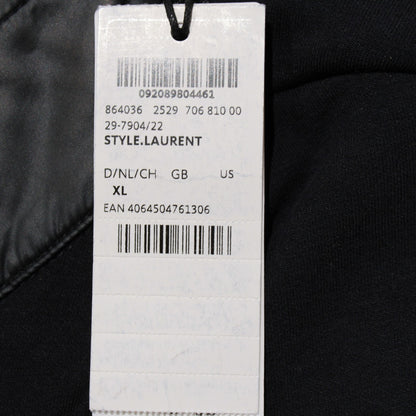 092089804461
864036 2529 706 810 00
29-7904/22
STYLE.LAURENT
D/NL/CH GB US
XL
EAN 4064504761306